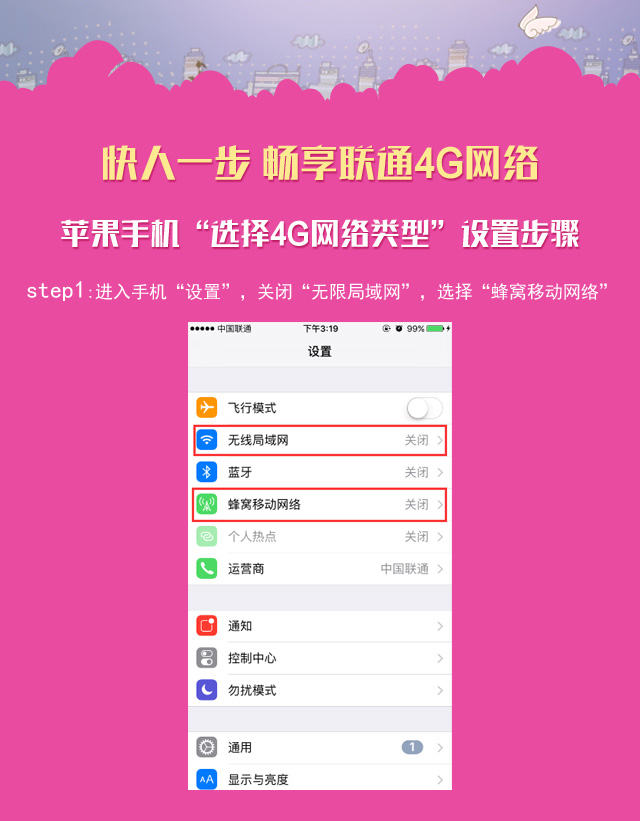 快人一步 畅享联通4G网络
苹果手机“选择4G网络类型”设置步骤
step1:进入手机“设置”，关闭“无限局域网”，选择“蜂窝移动网络”
中国联通 下午3:19 99%
设置
飞行模式
无线局域网 关闭
蓝牙 关闭
蜂窝移动网络 关闭
个人热点 关闭
运营商 中国联通
通知
控制中心
勿扰模式
通用 1
AA 显示与亮度